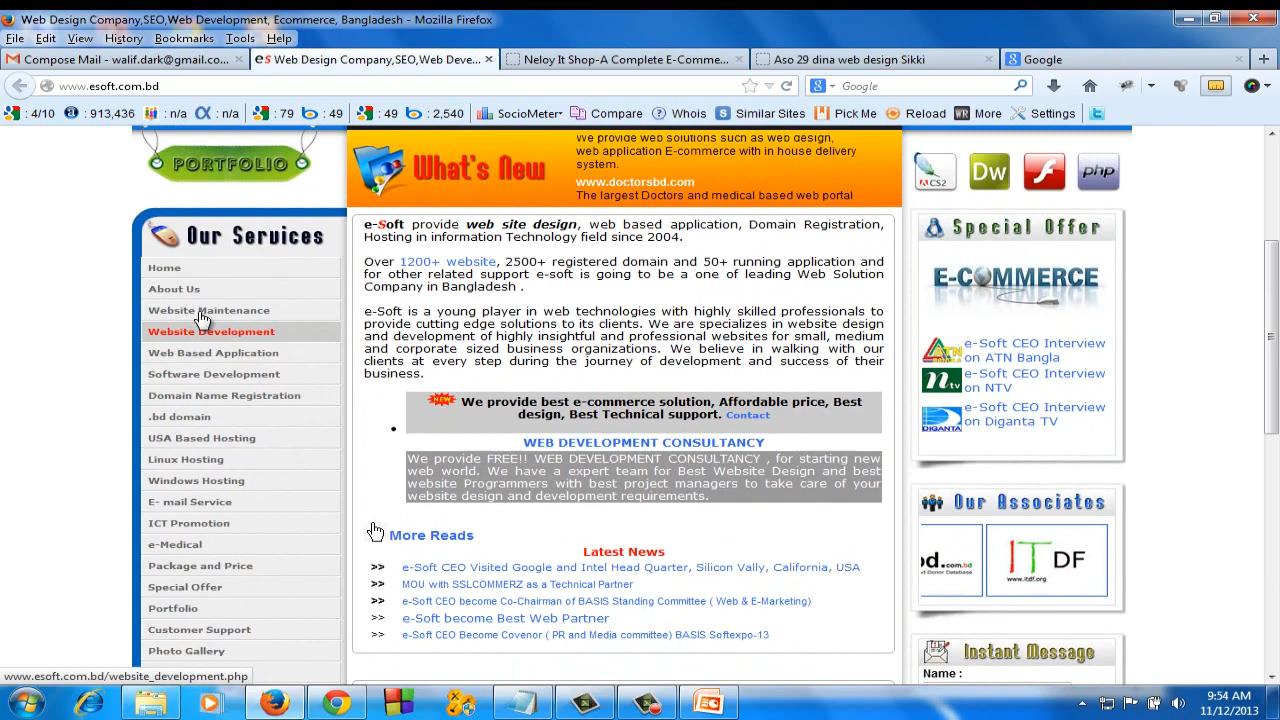 Web Design Company,SEO,Web Development, Ecommerce, Bangladesh - Mozilla Firefox
File Edit View History Bookmarks Tools Help
Compose Mail - walif.dark@gmail.co...
eS Web Design Company,SEO,Web Deve...
Neloy It Shop-A Complete E-Comme...
Aso 29 dina web design Sikki
Google
www.esoft.com.bd
Google
: 4/10 : 913,436 : n/a : n/a : 79 : 49 : 49 : 2,540 SocioMeter Compare Whois Similar Sites Pick Me Reload WR More Settings
PORTFOLIO
Our Services
Home
About Us
Website Maintenance
Website Development
Web Based Application
Software Development
Domain Name Registration
.bd domain
USA Based Hosting
Linux Hosting
Windows Hosting
E- mail Service
ICT Promotion
e-Medical
Package and Price
Special Offer
Portfolio
Customer Support
Photo Gallery
What's New
We provide web solutions such as web design,
web application E-commerce with in house delivery
system.
www.doctorsbd.com
The largest Doctors and medical based web portal
e-Soft provide web site design, web based application, Domain Registration,
Hosting in information Technology field since 2004.
Over 1200+ website, 2500+ registered domain and 50+ running application and
for other related support e-soft is going to be a one of leading Web Solution
Company in Bangladesh .
e-Soft is a young player in web technologies with highly skilled professionals to
provide cutting edge solutions to its clients. We are specializes in website design
and development of highly insightful and professional websites for small, medium
and corporate sized business organizations. We believe in walking with our
clients at every step during the journey of development and success of their
business.
NEW We provide best e-commerce solution, Affordable price, Best
design, Best Technical support. Contact
WEB DEVELOPMENT CONSULTANCY
We provide FREE!! WEB DEVELOPMENT CONSULTANCY , for starting new
web world. We have a expert team for Best Website Design and best
website Programmers with best project managers to take care of your
website design and development requirements.
More Reads
Latest News
>> e-Soft CEO Visited Google and Intel Head Quarter, Silicon Vally, California, USA
>> MOU with SSLCOMMERZ as a Technical Partner
>> e-Soft CEO become Co-Chairman of BASIS Standing Committee ( Web & E-Marketing)
>> e-Soft become Best Web Partner
>> e-Soft CEO Become Covenor ( PR and Media committee) BASIS Softexpo-13
CS2 Dw php
Special Offer
E-COMMERCE
ATN e-Soft CEO Interview
on ATN Bangla
ntv e-Soft CEO Interview
on NTV
DIGANTA e-Soft CEO Interview
on Diganta TV
Our Associates
d.com.bd
Donor Database
ITDF
www.itdf.org
Instant Message
Name :
www.esoft.com.bd/website_development.php
9:54 AM
11/12/2013